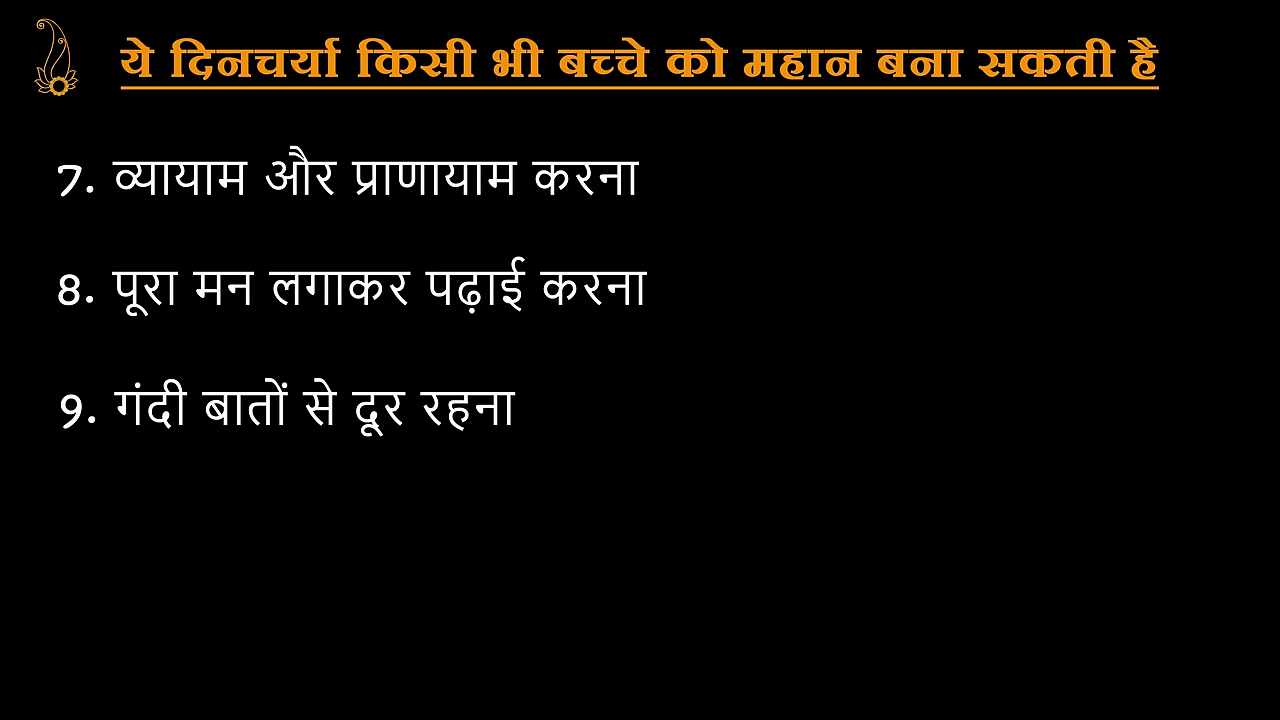 ये दिनचर्या किसी भी बच्चे को महान बना सकती है
7. व्यायाम और प्राणायाम करना
8. पूरा मन लगाकर पढ़ाई करना
9. गंदी बातों से दूर रहना